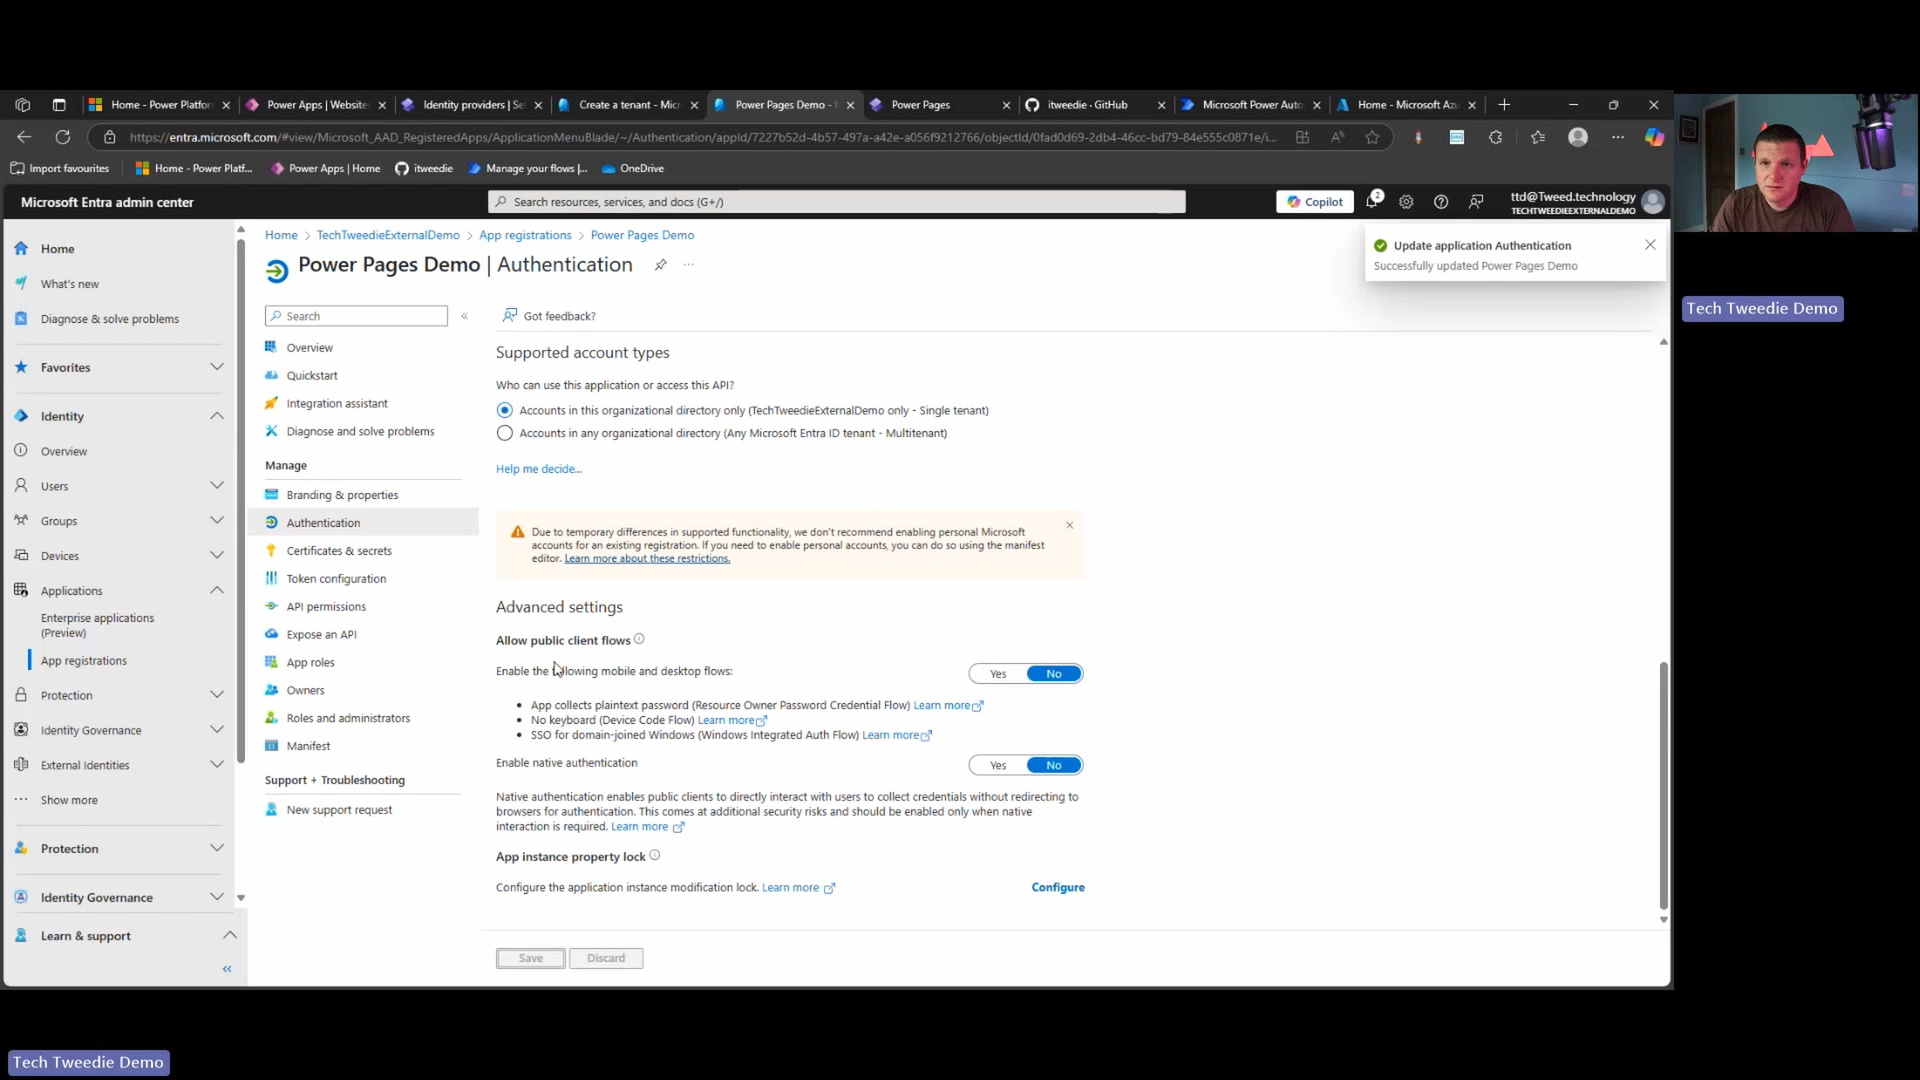 Home - Power Platfor
Power Apps | Website
Identity providers | Se
Create a tenant - Micr
Power Pages Demo -
Power Pages
itweedie · GitHub
Microsoft Power Auto
Home - Microsoft Az
https://entra.microsoft.com/#view/Microsoft_AAD_RegisteredApps/ApplicationMenuBlade/~/Authentication/appId/7227b52d-4b57-497a-a42e-a056f9212766/objectId/0fad0d69-2db4-46cc-bd79-84e555c0871e/i...
Import favourites
Home - Power Platf...
Power Apps | Home
itweedie
Manage your flows |...
OneDrive
Microsoft Entra admin center
Search resources, services, and docs (G+/)
Copilot
2
ttd@Tweed.technology
TECHTWEEDIEEXTERNALDEMO
Home
What's new
Diagnose & solve problems
Favorites
Identity
Overview
Users
Groups
Devices
Applications
Enterprise applications
(Preview)
App registrations
Protection
Identity Governance
External Identities
Show more
Protection
Identity Governance
Learn & support
Home > TechTweedieExternalDemo > App registrations > Power Pages Demo
Power Pages Demo | Authentication
Search
Overview
Quickstart
Integration assistant
Diagnose and solve problems
Manage
Branding & properties
Authentication
Certificates & secrets
Token configuration
API permissions
Expose an API
App roles
Owners
Roles and administrators
Manifest
Support + Troubleshooting
New support request
Got feedback?
Supported account types
Who can use this application or access this API?
Accounts in this organizational directory only (TechTweedieExternalDemo only - Single tenant)
Accounts in any organizational directory (Any Microsoft Entra ID tenant - Multitenant)
Help me decide...
Due to temporary differences in supported functionality, we don't recommend enabling personal Microsoft
accounts for an existing registration. If you need to enable personal accounts, you can do so using the manifest
editor. Learn more about these restrictions.
Advanced settings
Allow public client flows
Enable the following mobile and desktop flows:
Yes No
App collects plaintext password (Resource Owner Password Credential Flow) Learn more
No keyboard (Device Code Flow) Learn more
SSO for domain-joined Windows (Windows Integrated Auth Flow) Learn more
Enable native authentication
Yes No
Native authentication enables public clients to directly interact with users to collect credentials without redirecting to
browsers for authentication. This comes at additional security risks and should be enabled only when native
interaction is required. Learn more
App instance property lock
Configure the application instance modification lock. Learn more
Configure
Save
Discard
Update application Authentication
Successfully updated Power Pages Demo
Tech Tweedie Demo
Tech Tweedie Demo